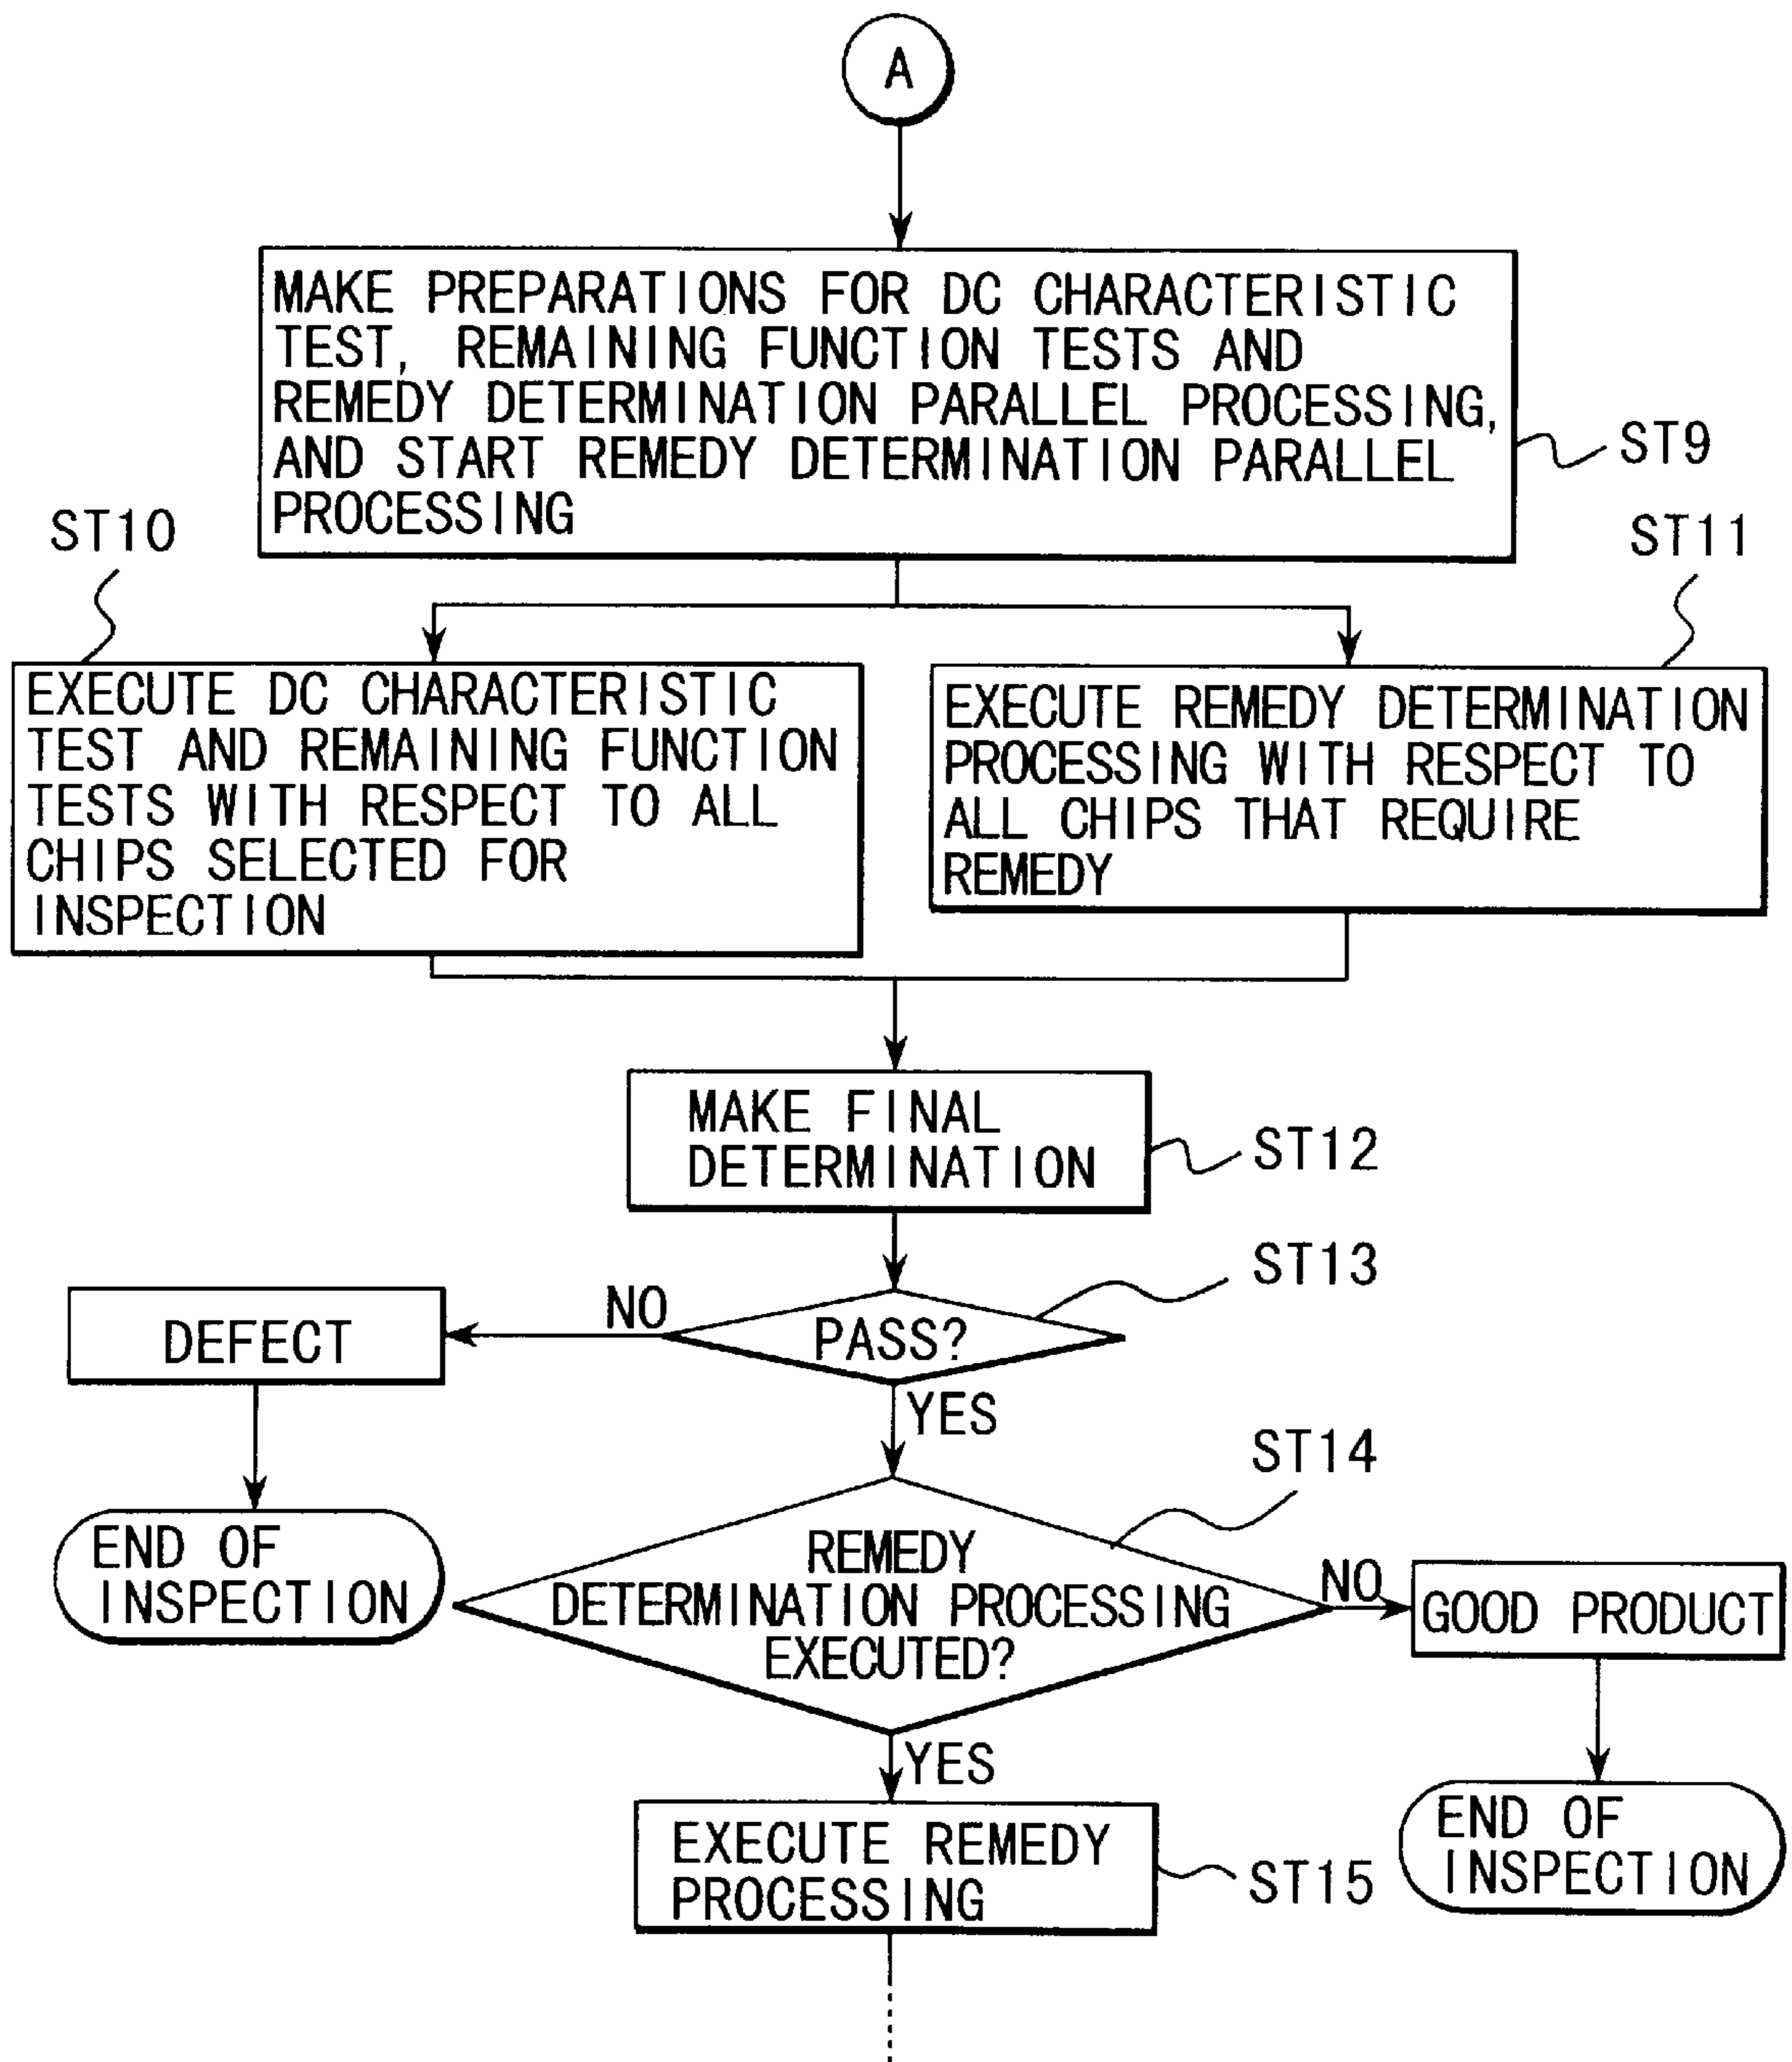 A
MAKE PREPARATIONS FOR DC CHARACTERISTIC
TEST, REMAINING FUNCTION TESTS AND
REMEDY DETERMINATION PARALLEL PROCESSING,
AND START REMEDY DETERMINATION PARALLEL
PROCESSING
ST9
ST10
ST11
EXECUTE DC CHARACTERISTIC
TEST AND REMAINING FUNCTION
TESTS WITH RESPECT TO ALL
CHIPS SELECTED FOR
INSPECTION
EXECUTE REMEDY DETERMINATION
PROCESSING WITH RESPECT TO
ALL CHIPS THAT REQUIRE
REMEDY
MAKE FINAL
DETERMINATION
ST12
ST13
PASS?
NO
DEFECT
END OF
INSPECTION
YES
ST14
REMEDY
DETERMINATION PROCESSING
EXECUTED?
NO
GOOD PRODUCT
END OF
INSPECTION
YES
EXECUTE REMEDY
PROCESSING
ST15